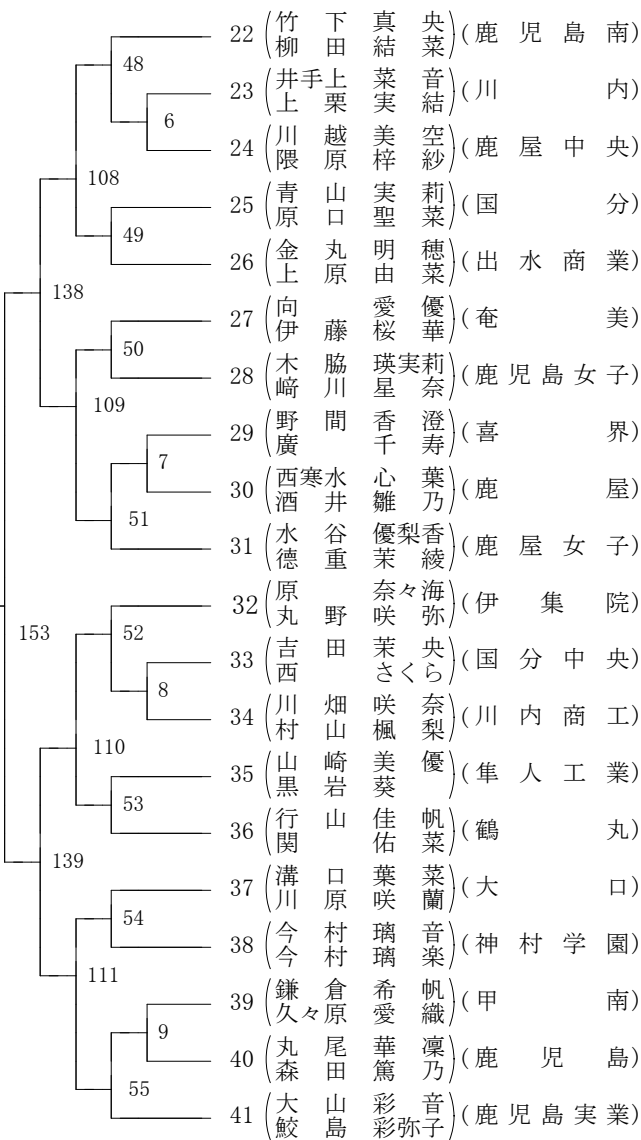 22 (竹下真央 柳田結菜) (鹿児島南)
48
23 (井手上菜音 上栗実結) (川内)
6
24 (川越美空 隈原梓紗) (鹿屋中央)
108
25 (青山実莉 原口聖菜) (国分)
49
26 (金丸明穂 上原由菜) (出水商業)
138
27 (向愛優 伊藤桜華) (奄美)
50
28 (木脇瑛実莉 﨑川星奈) (鹿児島女子)
109
29 (野間香澄 廣千寿) (喜界)
7
30 (西寒水心葉 酒井雛乃) (鹿屋)
51
31 (水谷優梨香 德重茉綾) (鹿屋女子)
153
32 (原奈々海 丸野咲弥) (伊集院)
52
33 (吉田茉央 西さくら) (国分中央)
8
34 (川畑咲奈 村山楓梨) (川内商工)
110
35 (山崎美優 黒岩葵) (隼人工業)
53
36 (行山佳帆 関佑菜) (鶴丸)
139
37 (溝口葉菜 川原咲蘭) (大口)
54
38 (今村璃音 今村璃楽) (神村学園)
111
39 (鎌倉希帆 久々原愛織) (甲南)
9
40 (丸尾華凜 森田篤乃) (鹿児島)
55
41 (大山彩音 鮫島彩弥子) (鹿児島実業)